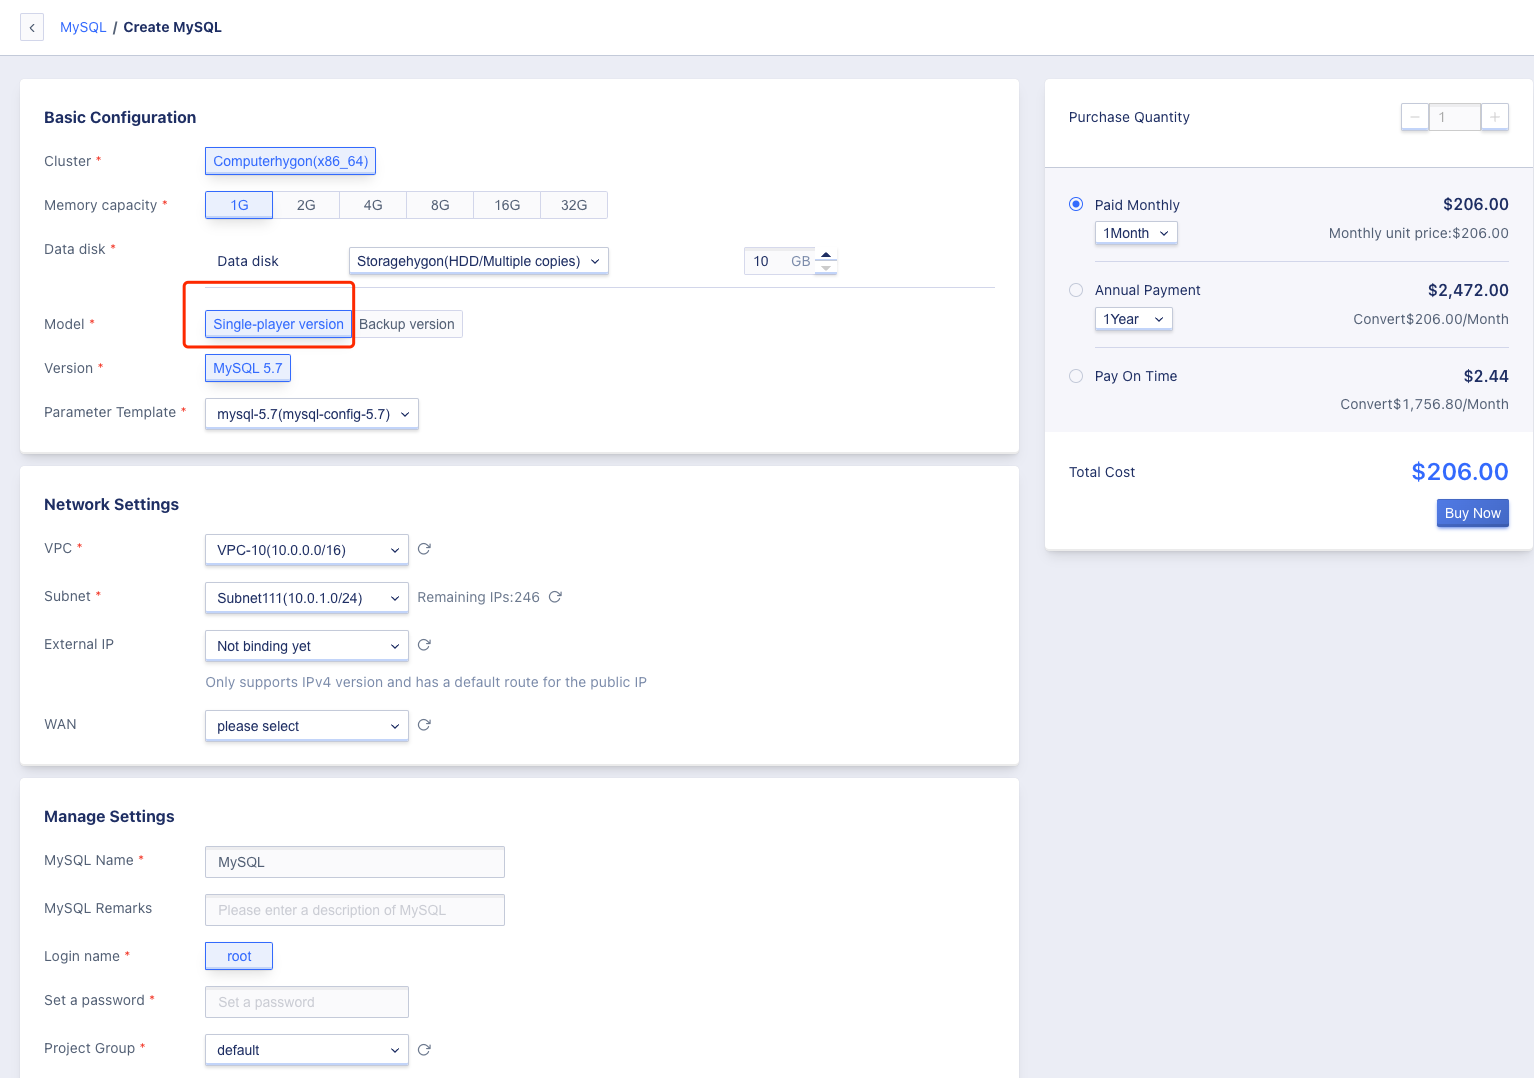 MySQL / Create MySQL
Basic Configuration
Cluster *
Computerhygon(x86_64)
Memory capacity *
1G 2G 4G 8G 16G 32G
Data disk *
Data disk Storagehygon(HDD/Multiple copies) 10 GB
Model *
Single-player version Backup version
Version *
MySQL 5.7
Parameter Template *
mysql-5.7(mysql-config-5.7)
Network Settings
VPC *
VPC-10(10.0.0.0/16)
Subnet *
Subnet111(10.0.1.0/24) Remaining IPs:246
External IP
Not binding yet
Only supports IPv4 version and has a default route for the public IP
WAN
please select
Manage Settings
MySQL Name *
MySQL
MySQL Remarks
Please enter a description of MySQL
Login name *
root
Set a password *
Set a password
Project Group *
default
Purchase Quantity
1
Paid Monthly $206.00
1Month Monthly unit price:$206.00
Annual Payment $2,472.00
1Year Convert$206.00/Month
Pay On Time $2.44
Convert$1,756.80/Month
Total Cost $206.00
Buy Now